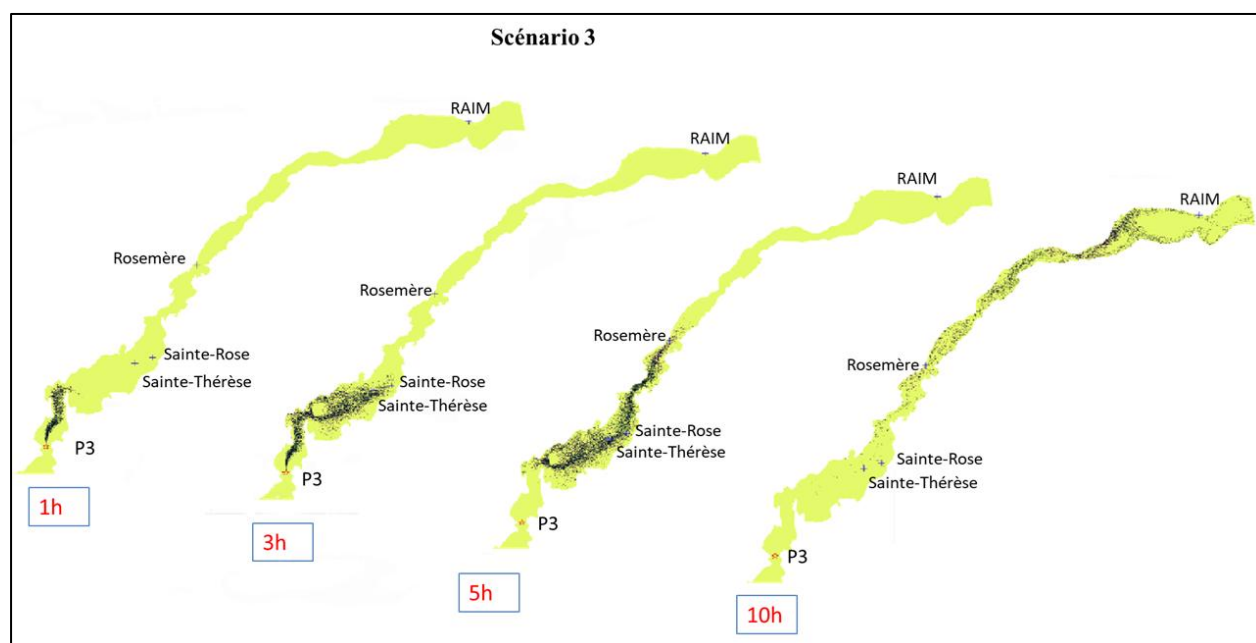 Scénario 3
RAIM
Rosemère
Sainte-Rose
Sainte-Thérèse
P3
1h
RAIM
Rosemère
Sainte-Rose
Sainte-Thérèse
P3
3h
RAIM
Rosemère
Sainte-Rose
Sainte-Thérèse
P3
5h
RAIM
Rosemère
Sainte-Rose
Sainte-Thérèse
P3
10h